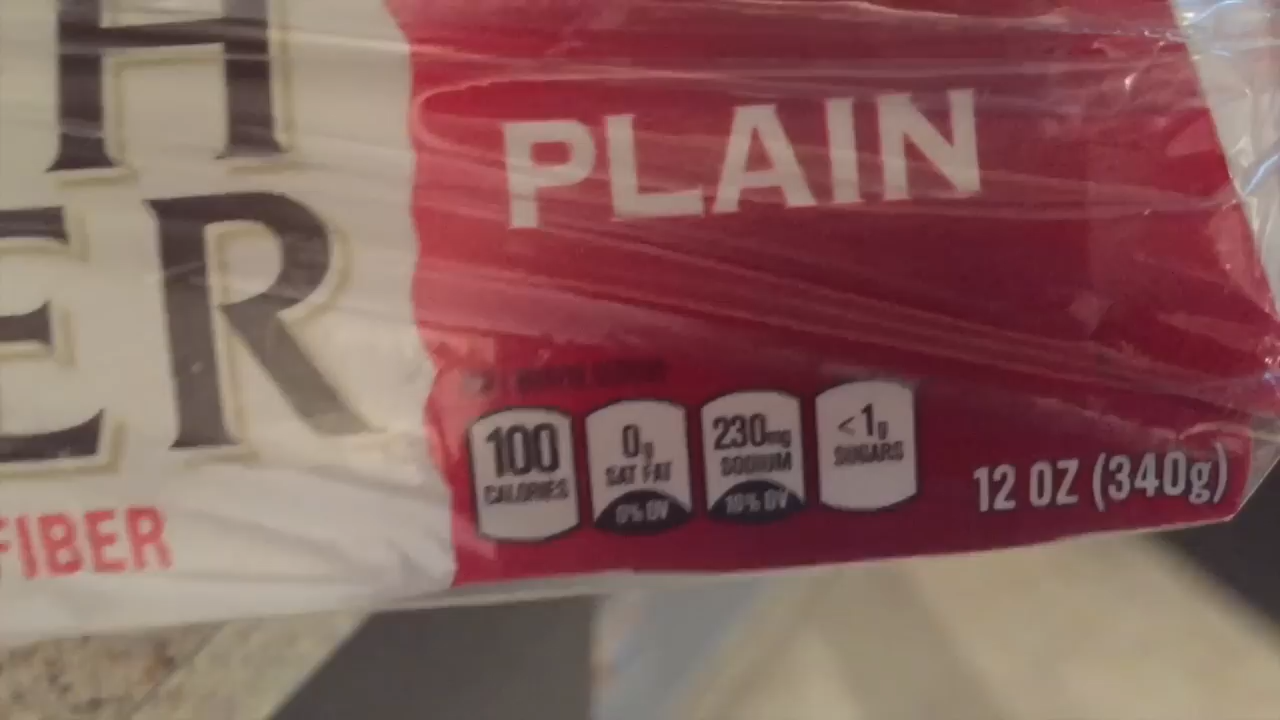 H
ER
FIBER
PLAIN
100
CALORIES
0g
SAT FAT
0% DV
230mg
SODIUM
10% DV
<1g
SUGARS
12 OZ (340g)